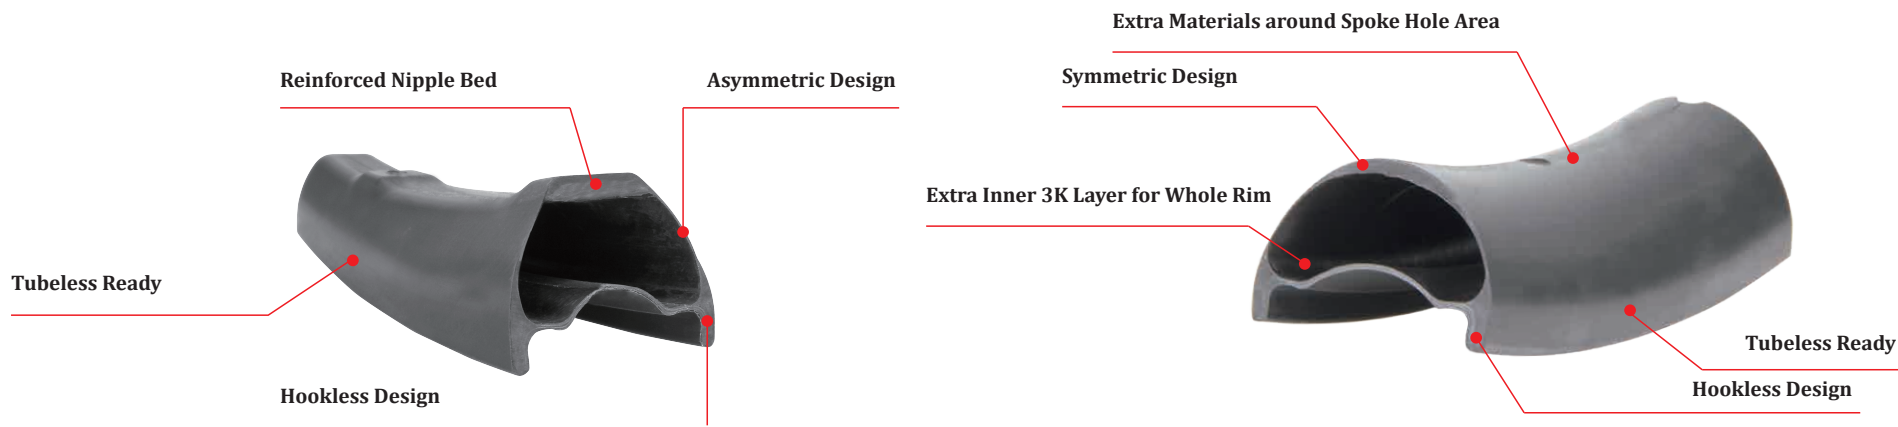 Reinforced Nipple Bed
Asymmetric Design
Tubeless Ready
Hookless Design
Extra Materials around Spoke Hole Area
Symmetric Design
Extra Inner 3K Layer for Whole Rim
Tubeless Ready
Hookless Design